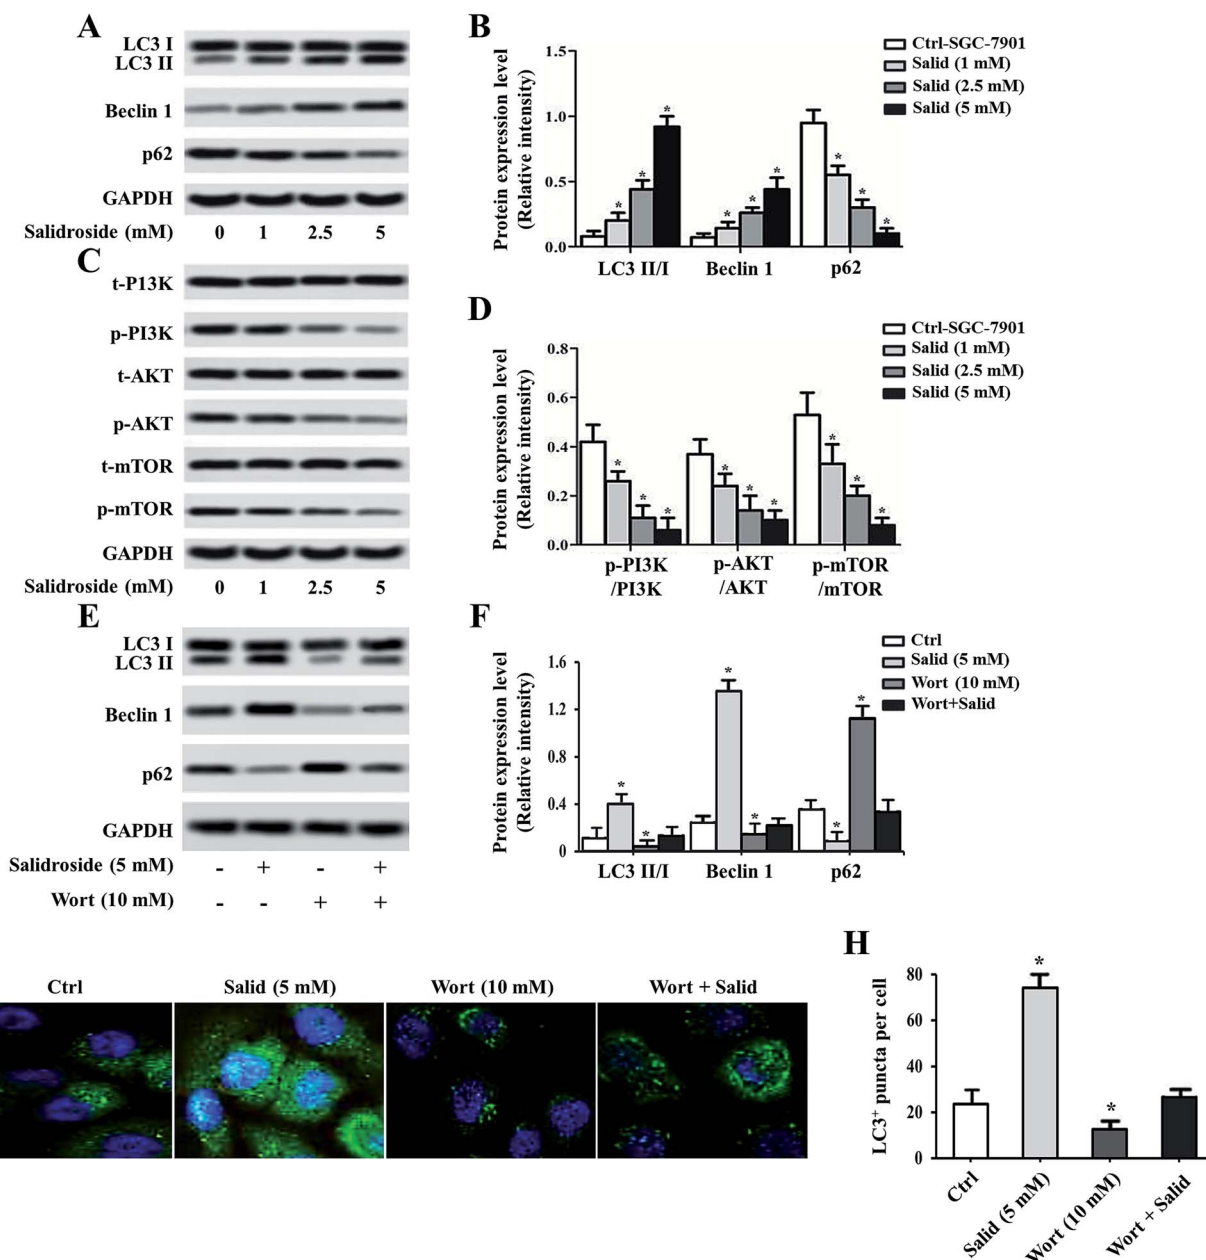 A
LC3 I
LC3 II
Beclin 1
p62
GAPDH
Salidroside (mM) 0 1 2.5 5
B
Protein expression level
(Relative intensity)
1.5
1.0
0.5
0.0
* * * * * * * * *
LC3 II/I Beclin 1 p62
Ctrl-SGC-7901
Salid (1 mM)
Salid (2.5 mM)
Salid (5 mM)
C
t-P13K
p-PI3K
t-AKT
p-AKT
t-mTOR
p-mTOR
GAPDH
Salidroside (mM) 0 1 2.5 5
D
Protein expression level
(Relative intensity)
0.8
0.6
0.4
0.2
0.0
* * * * * * * * *
p-PI3K p-AKT p-mTOR
/PI3K /AKT /mTOR
Ctrl-SGC-7901
Salid (1 mM)
Salid (2.5 mM)
Salid (5 mM)
E
LC3 I
LC3 II
Beclin 1
p62
GAPDH
Salidroside (5 mM) - + - +
Wort (10 mM) - - + +
F
Protein expression level
(Relative intensity)
1.6
1.2
0.8
0.4
0
* * * * * *
LC3 II/I Beclin 1 p62
Ctrl
Salid (5 mM)
Wort (10 mM)
Wort+Salid
Ctrl Salid (5 mM) Wort (10 mM) Wort + Salid
H
LC3+ puncta per cell
80
60
40
20
0
* *
Ctrl
Salid (5 mM)
Wort (10 mM)
Wort + Salid